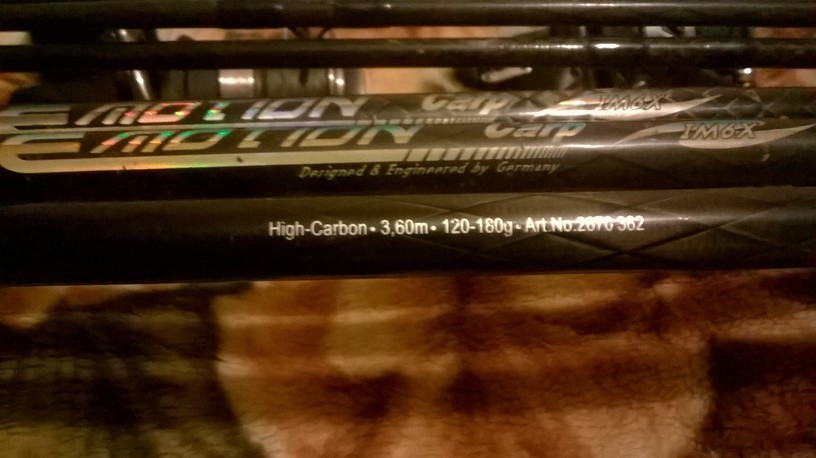 EMOTION Carp IM6-X
EMOTION Carp IM6-X
Designed & Engineered by Germany
High-Carbon • 3,60m • 120-180g • Art No.2670 362